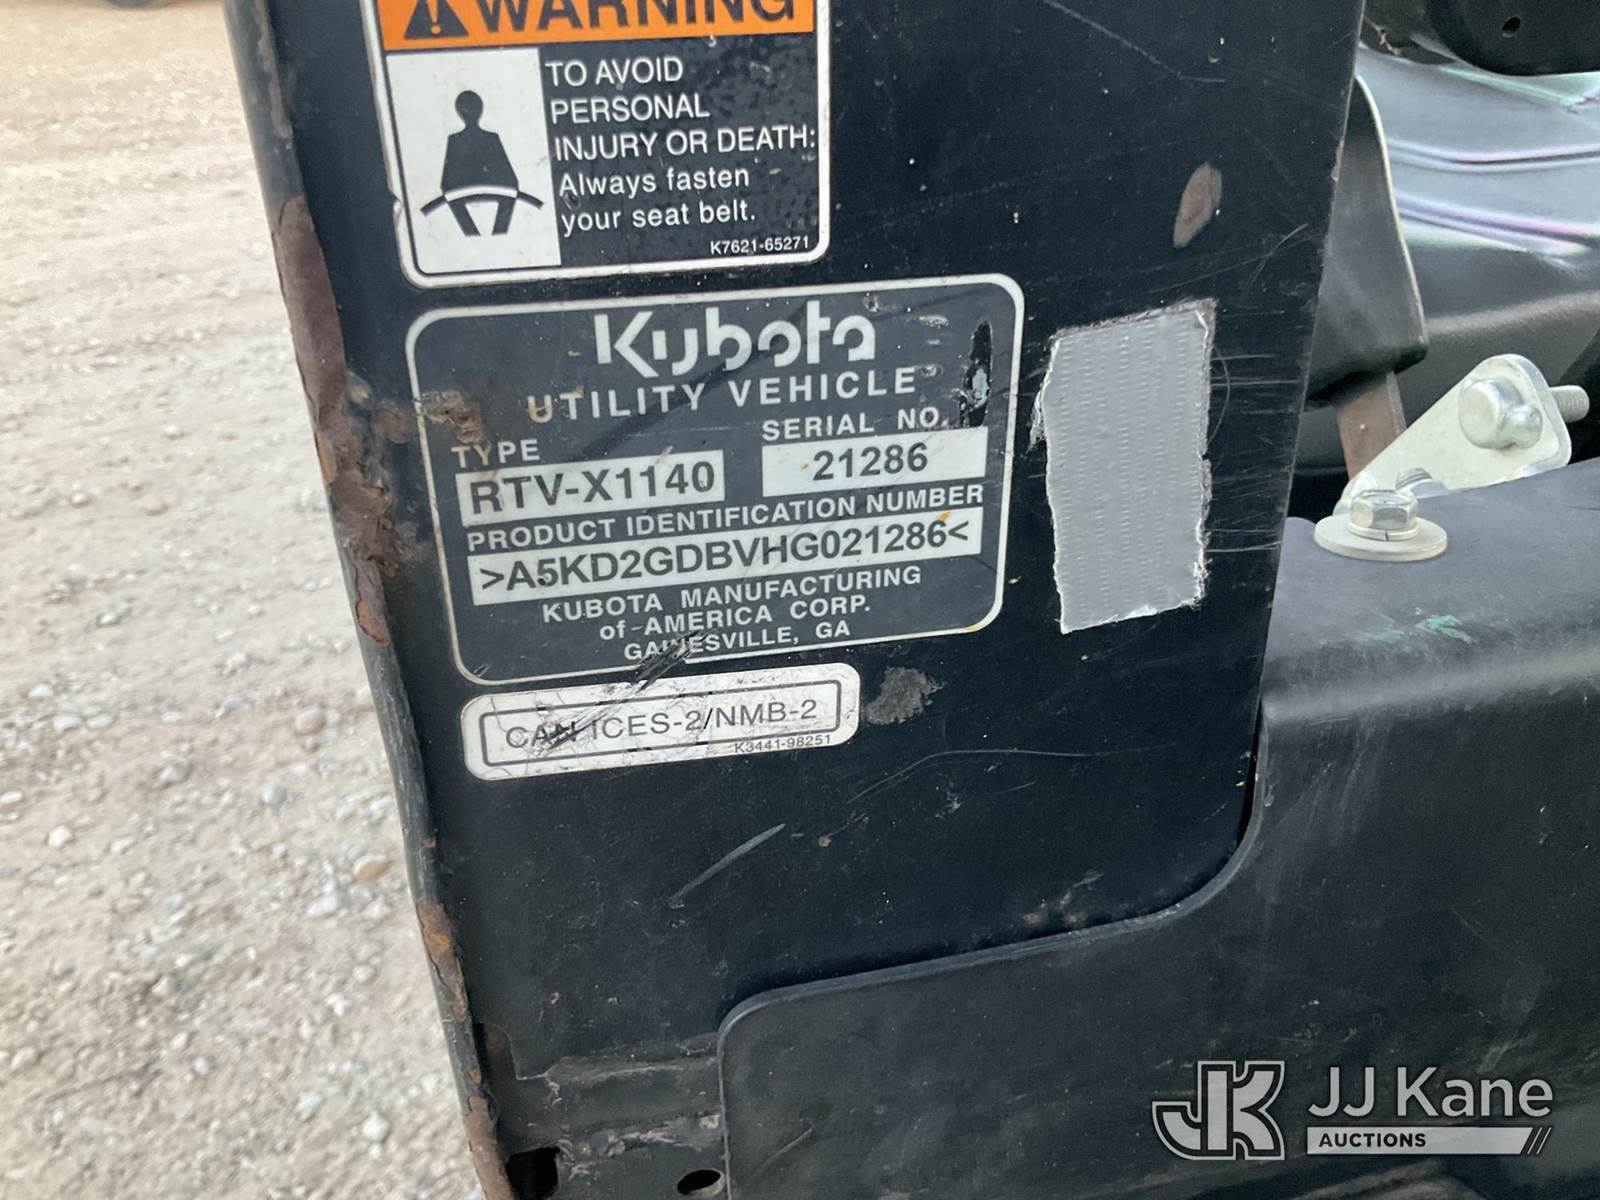 WARNING
TO AVOID
PERSONAL
INJURY OR DEATH:
Always fasten
your seat belt.
K7621-65271
Kubota
UTILITY VEHICLE
TYPE
SERIAL NO.
RTV-X1140
21286
PRODUCT IDENTIFICATION NUMBER
>A5KD2GDBVHG021286<
KUBOTA MANUFACTURING
of AMERICA CORP.
GAINESVILLE, GA
CAN ICES-2/NMB-2
K3441-98251
JK
JJ Kane
AUCTIONS